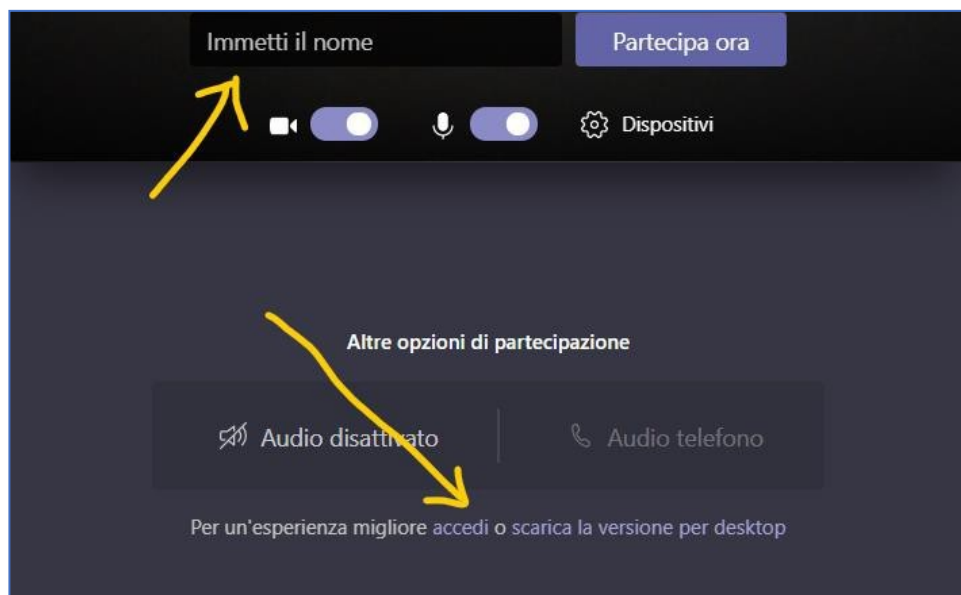 Immetti il nome
Partecipa ora
Dispositivi
Altre opzioni di partecipazione
Audio disattivato
Audio telefono
Per un'esperienza migliore accedi o scarica la versione per desktop